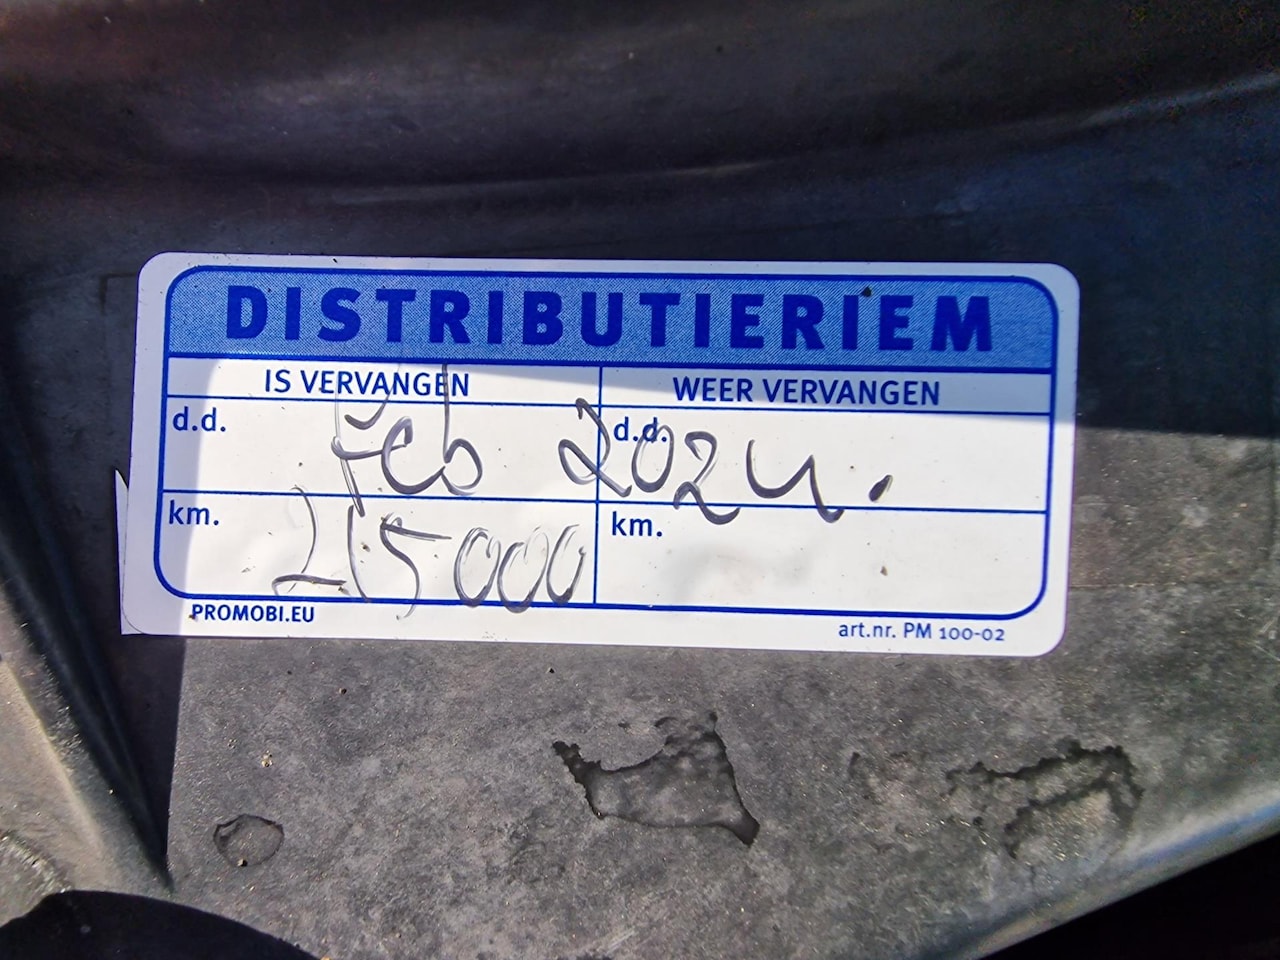 DISTRIBUTIERIEM
IS VERVANGEN WEER VERVANGEN
d.d. Feb 2024. d.d.
km. 215000 km.
PROMOBI.EU art.nr. PM 100-02